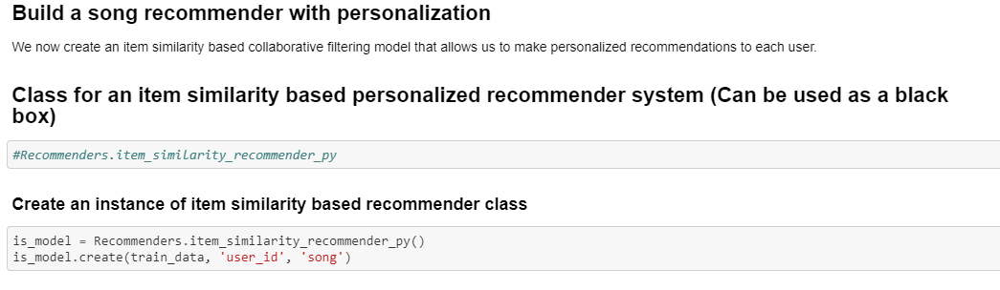 Build a song recommender with personalization
We now create an item similarity based collaborative filtering model that allows us to make personalized recommendations to each user.
Class for an item similarity based personalized recommender system (Can be used as a black
box)
#Recommenders.item_similarity_recommender_py
Create an instance of item similarity based recommender class
is_model = Recommenders.item_similarity_recommender_py()
is_model.create(train_data, 'user_id', 'song')